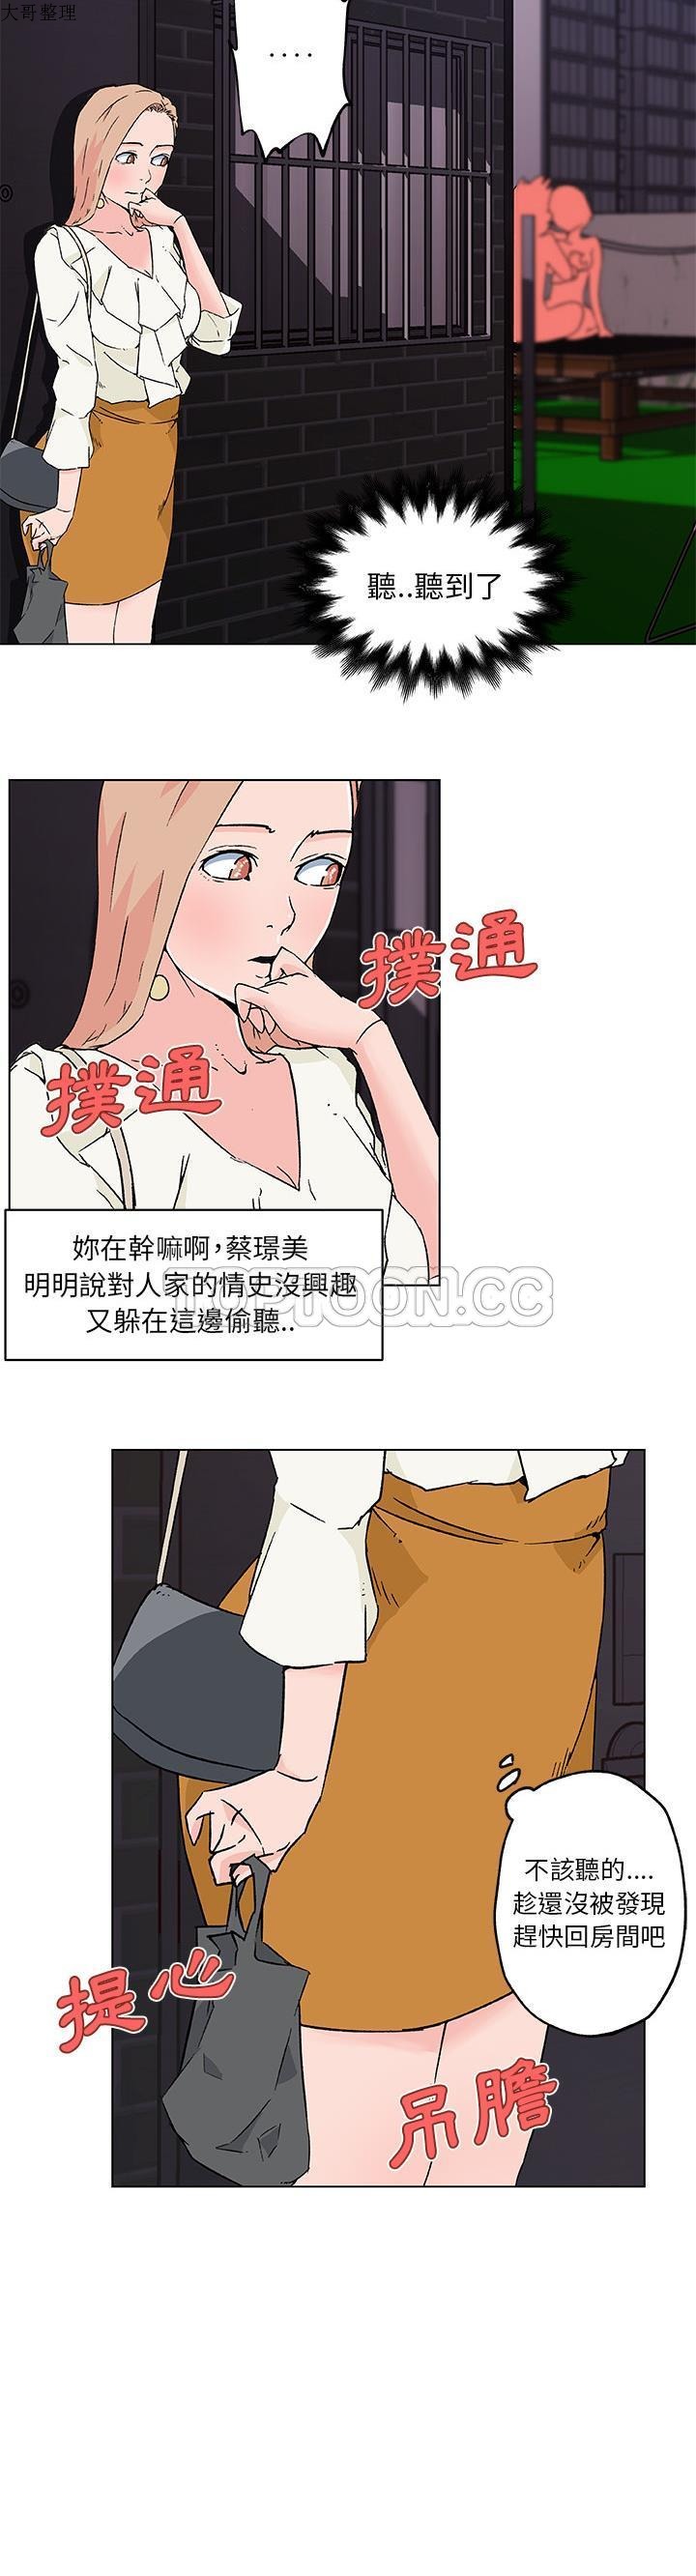 大哥整理
....
聽..聽到了
撲通
撲通
妳在幹嘛啊，蔡璟美
明明說對人家的情史沒興趣
又躲在這邊偷聽..
TOPTOON.CC
不該聽的....
趁還沒被發現
趕快回房間吧
提心
吊膽